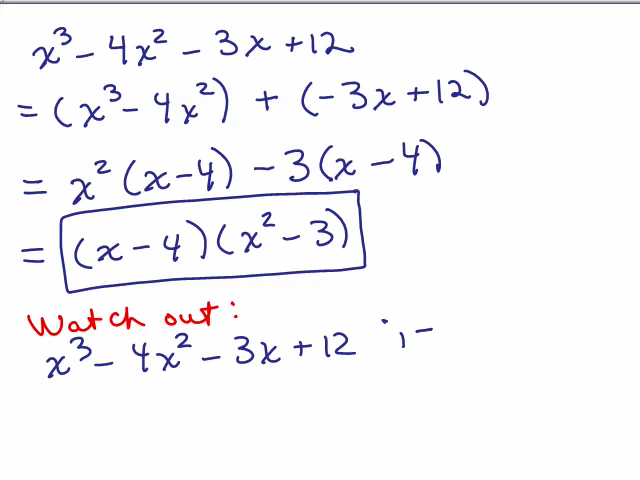 x³ - 4x² - 3x + 12
= (x³ - 4x²) + (-3x + 12)
= x² (x - 4) - 3(x - 4)
= (x - 4)(x² - 3)
Watch out:
x³ - 4x² - 3x + 12